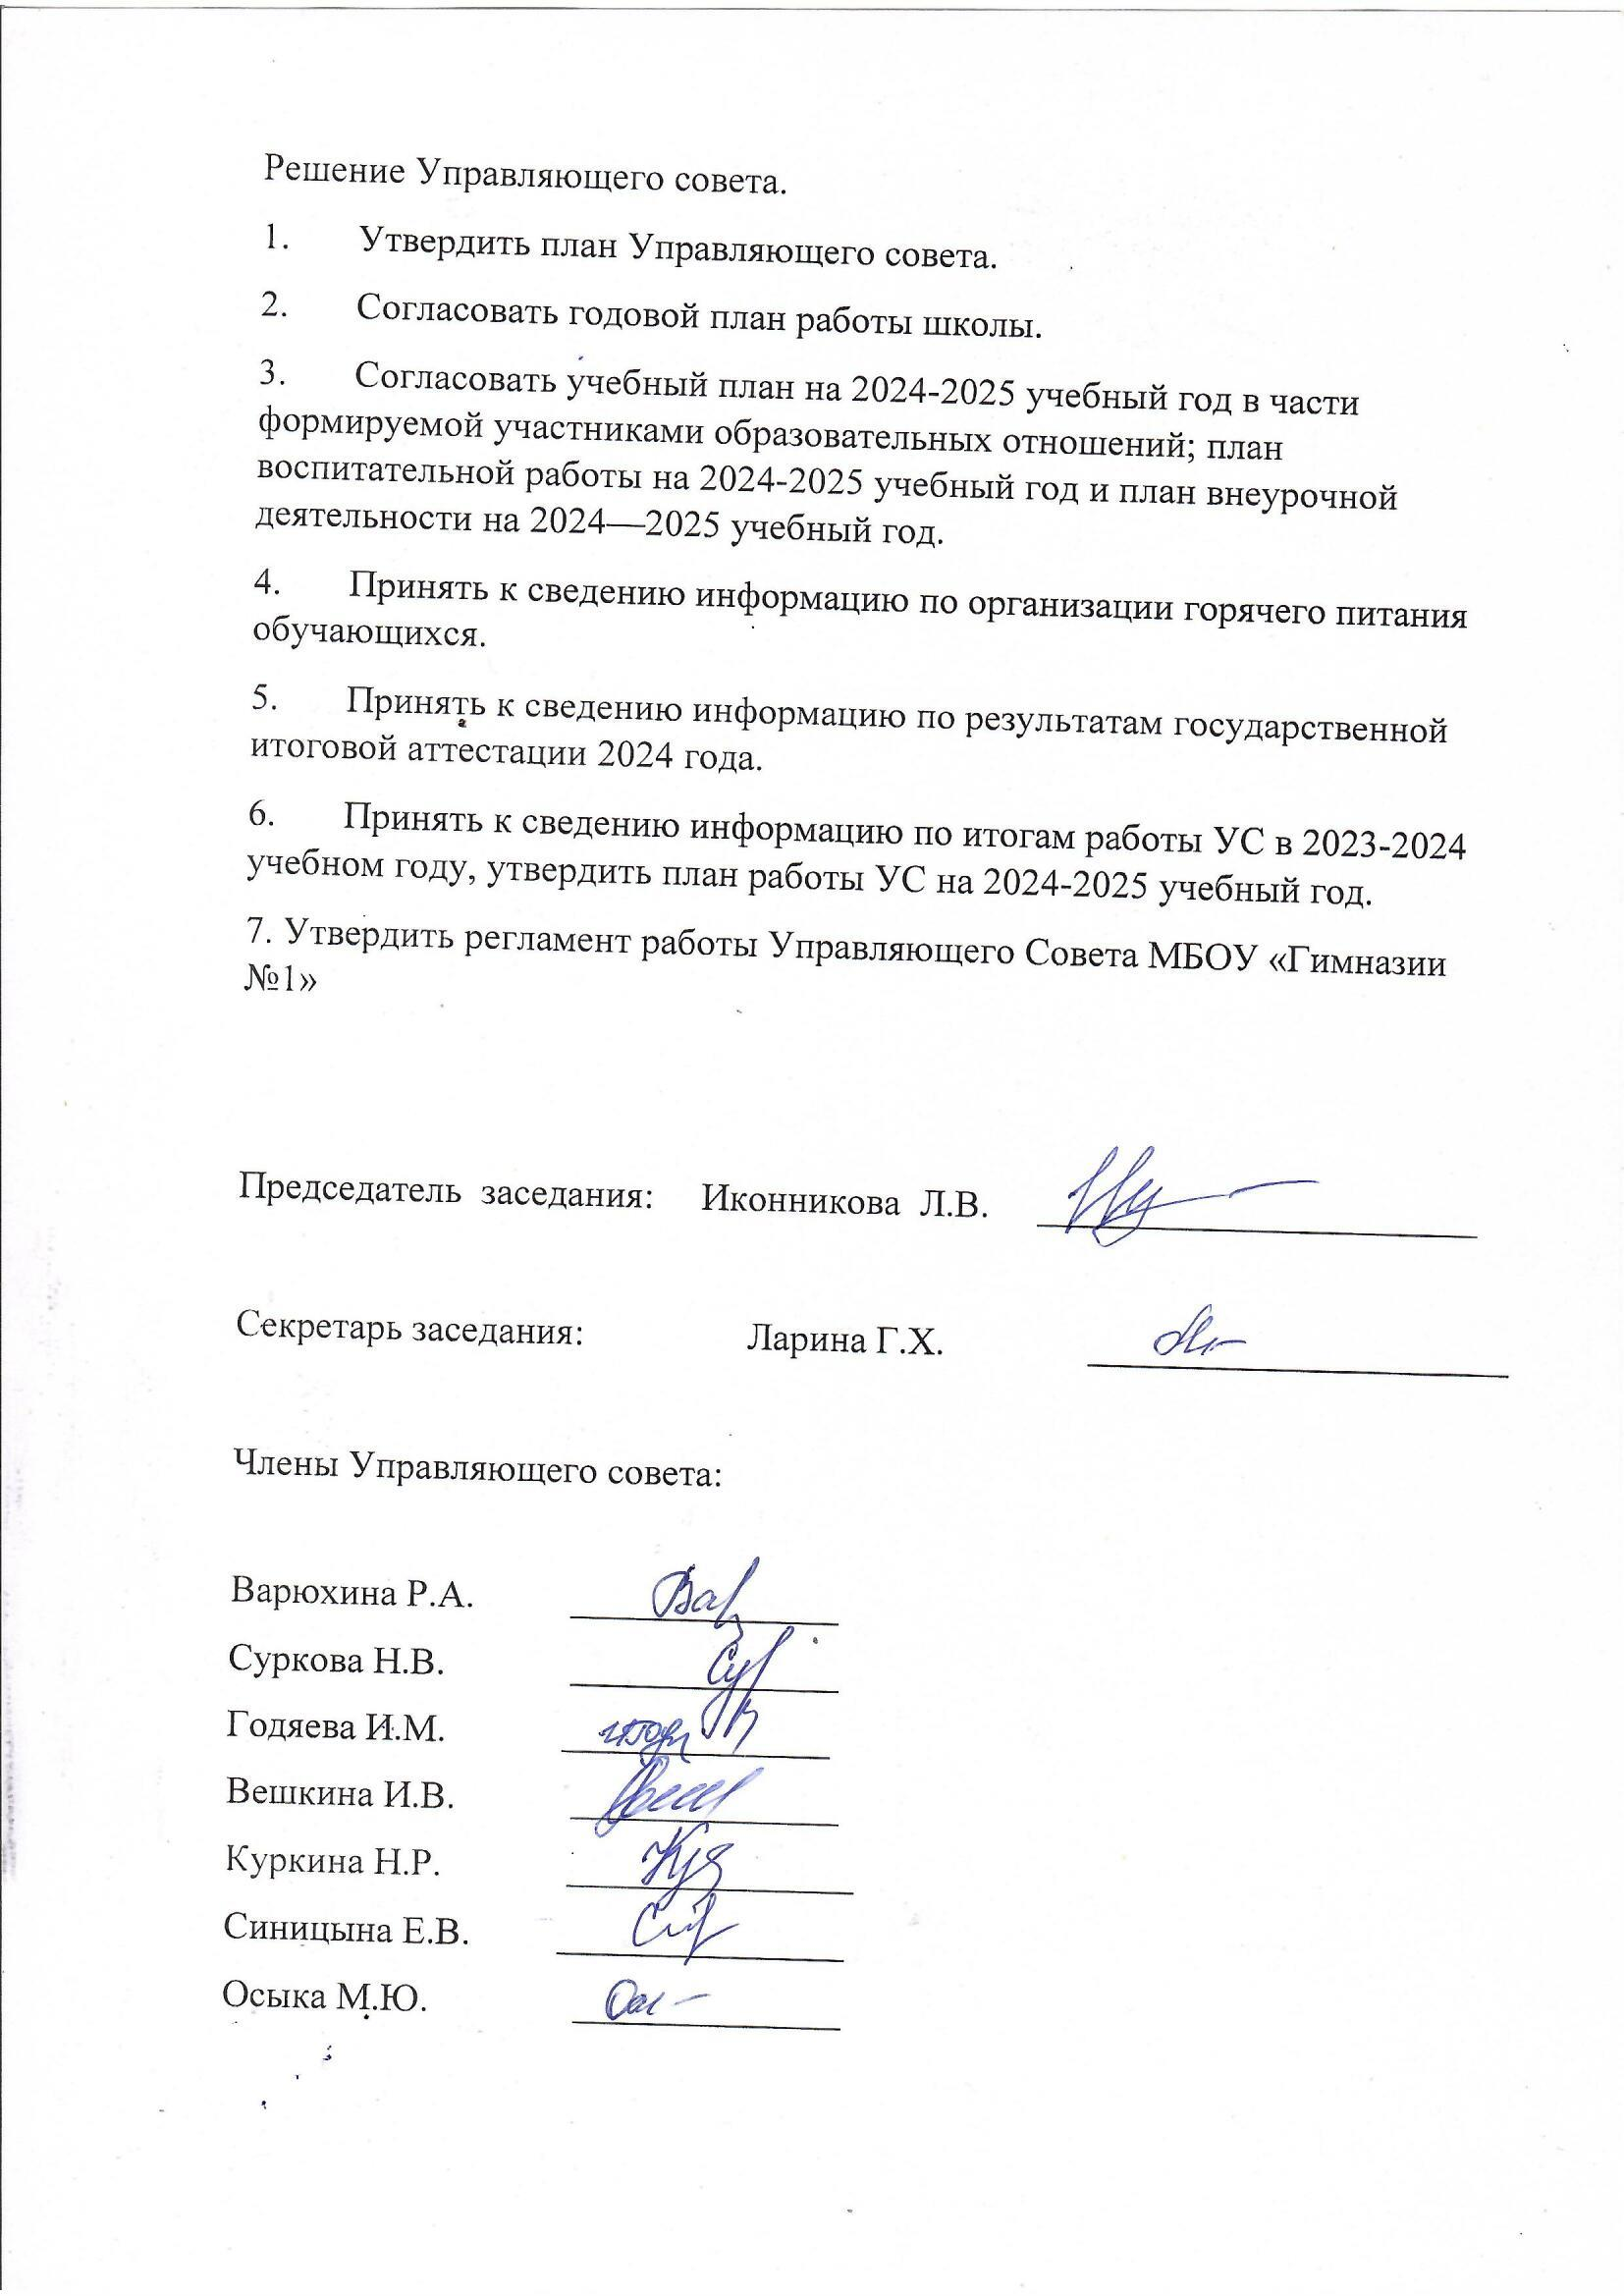 Решение Управляющего совета.
1. Утвердить план Управляющего совета.
2. Согласовать годовой план работы школы.
3. Согласовать учебный план на 2024-2025 учебный год в части
формируемой участниками образовательных отношений; план
воспитательной работы на 2024-2025 учебный год и план внеурочной
деятельности на 2024—2025 учебный год.
4. Принять к сведению информацию по организации горячего питания
обучающихся.
5. Принять к сведению информацию по результатам государственной
итоговой аттестации 2024 года.
6. Принять к сведению информацию по итогам работы УС в 2023-2024
учебном году, утвердить план работы УС на 2024-2025 учебный год.
7. Утвердить регламент работы Управляющего Совета МБОУ «Гимназии
№1»
Председатель заседания: Иконникова Л.В.
Секретарь заседания: Ларина Г.Х.
Члены Управляющего совета:
Варюхина Р.А.
Суркова Н.В.
Годяева И.М.
Вешкина И.В.
Куркина Н.Р.
Синицына Е.В.
Осыка М.Ю.